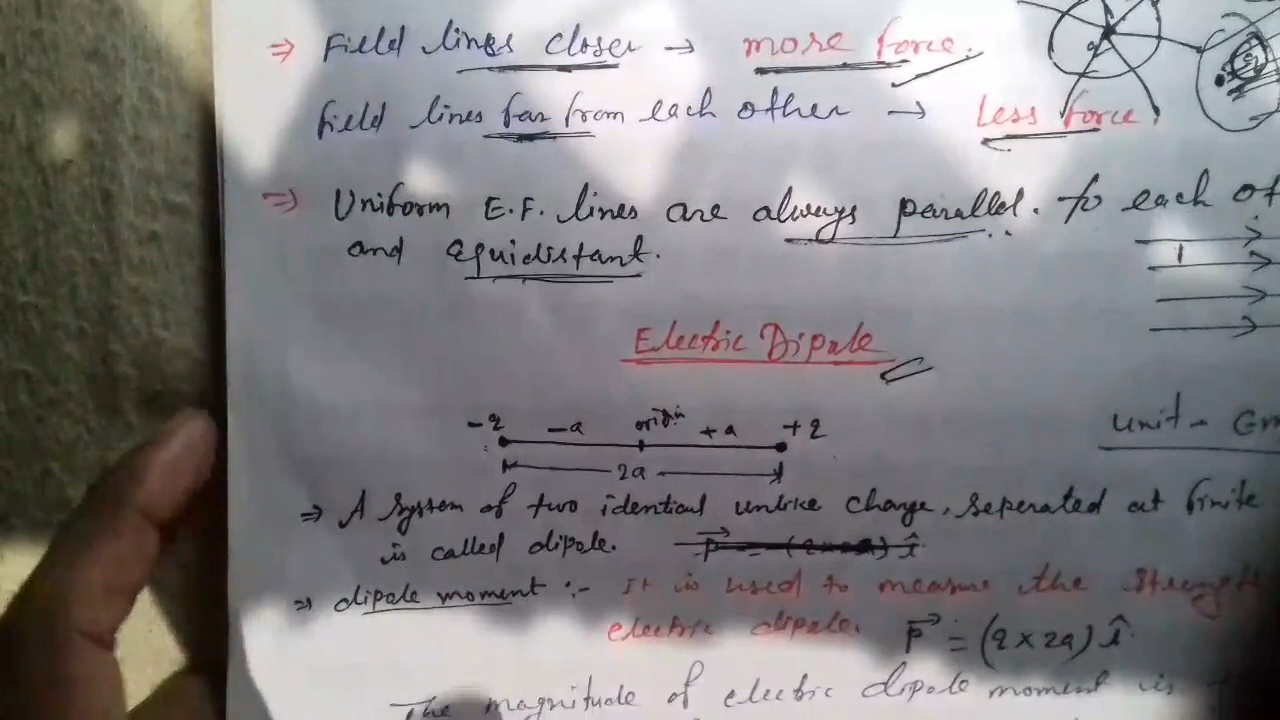 ⇒ Field lines closer → more force.
field lines far from each other → Less force.
⇒ Uniform E.F. lines are always parallel. to each ot
and equidistant.
Electric Dipole
-q -a origin +a +q
2a
Unit -
⇒ A system of two identical unlike charge, seperated at finite
is called dipole.
⇒ dipole moment :- It is used to measure the strength
electric dipole. p⃗ = (q x 2a) î
The magnitude of electric dipole moment is